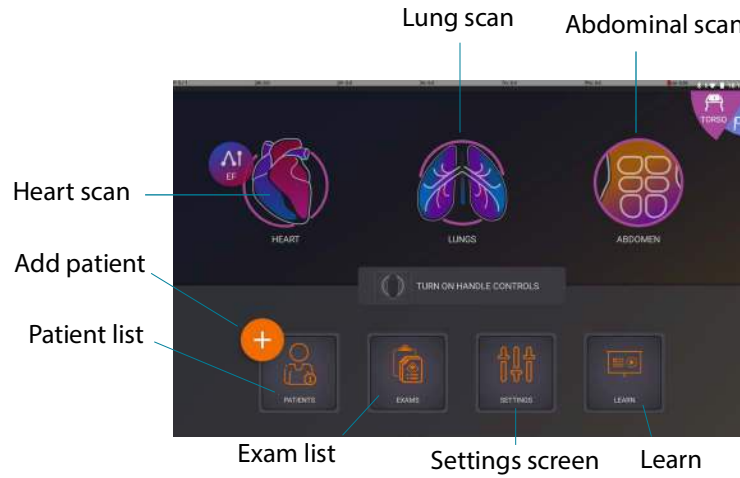 Lung scan
Abdominal scan
TORSO
EF
Heart scan
HEART
LUNGS
ABDOMEN
Add patient
TURN ON HANDLE CONTROLS
Patient list
PATIENTS
EXAMS
SETTINGS
LEARN
Exam list
Settings screen
Learn